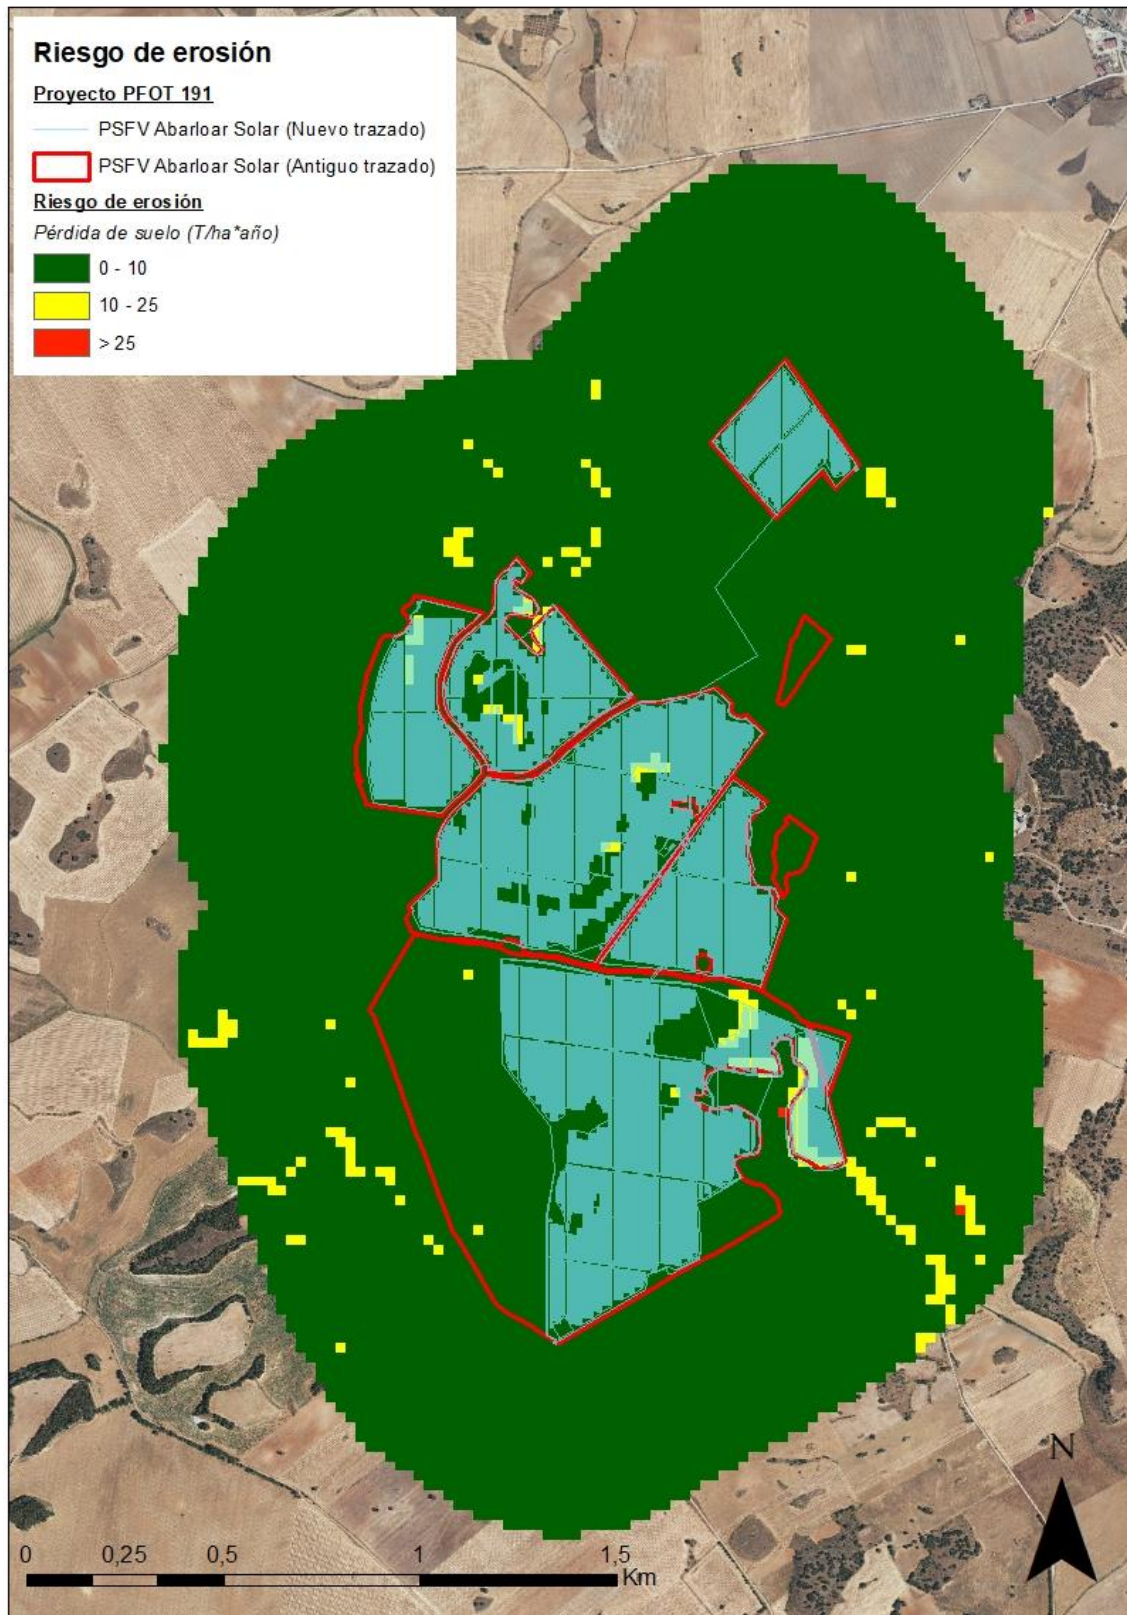 Riesgo de erosión
Proyecto PFOT 191
PSFV Abarloar Solar (Nuevo trazado)
PSFV Abarloar Solar (Antiguo trazado)
Riesgo de erosión
Pérdida de suelo (T/ha*año)
0 - 10
10 - 25
> 25
N
0 0,25 0,5 1 1,5
Km